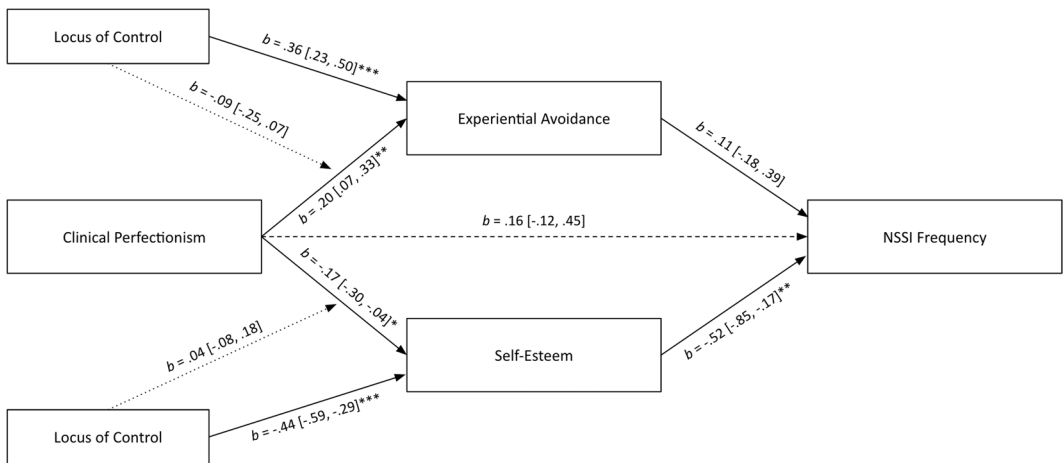 Locus of Control
b = .36 [.23, .50]***
b = -.09 [-.25, .07]
Experiential Avoidance
b = .11 [-.18, .39]
b = .20 [.07, .33]**
Clinical Perfectionism
b = .16 [-.12, .45]
NSSI Frequency
b = -.17 [-.30, -.04]*
b = .04 [-.08, .18]
Self-Esteem
b = -.52 [-.85, -.17]**
b = -.44 [-.59, -.29]***
Locus of Control